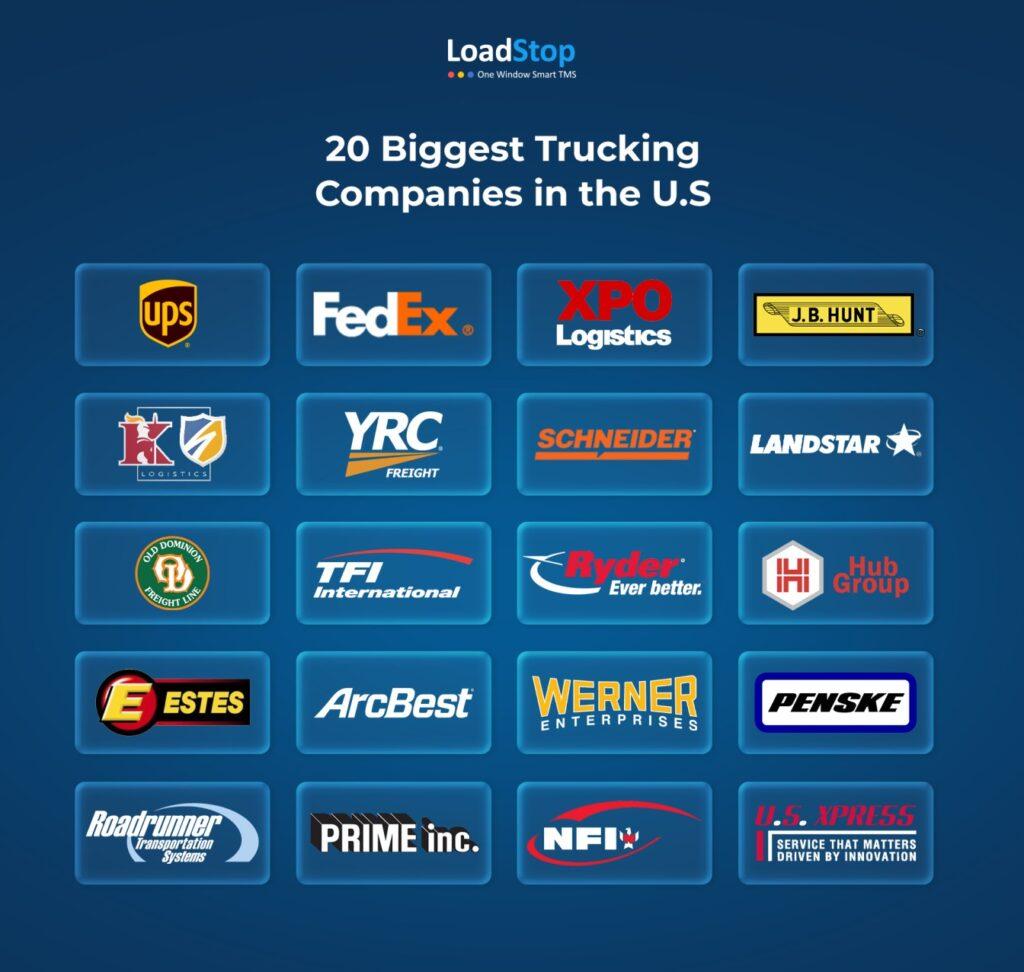 LoadStop
One Window Smart TMS
20 Biggest Trucking
Companies in the U.S
ups
FedEx®
XPO
Logistics
J.B. HUNT
K
LOGISTICS
YRC
FREIGHT
SCHNEIDER
LANDSTAR
OLD DOMINION
OD
FREIGHT LINE
TFI
International
Ryder
Ever better.
H
Hub
Group
E ESTES
ArcBest
WERNER
ENTERPRISES
PENSKE
Roadrunner
Transportation
Systems
PRIME inc.
NFI
U.S. XPRESS
SERVICE THAT MATTERS
DRIVEN BY INNOVATION